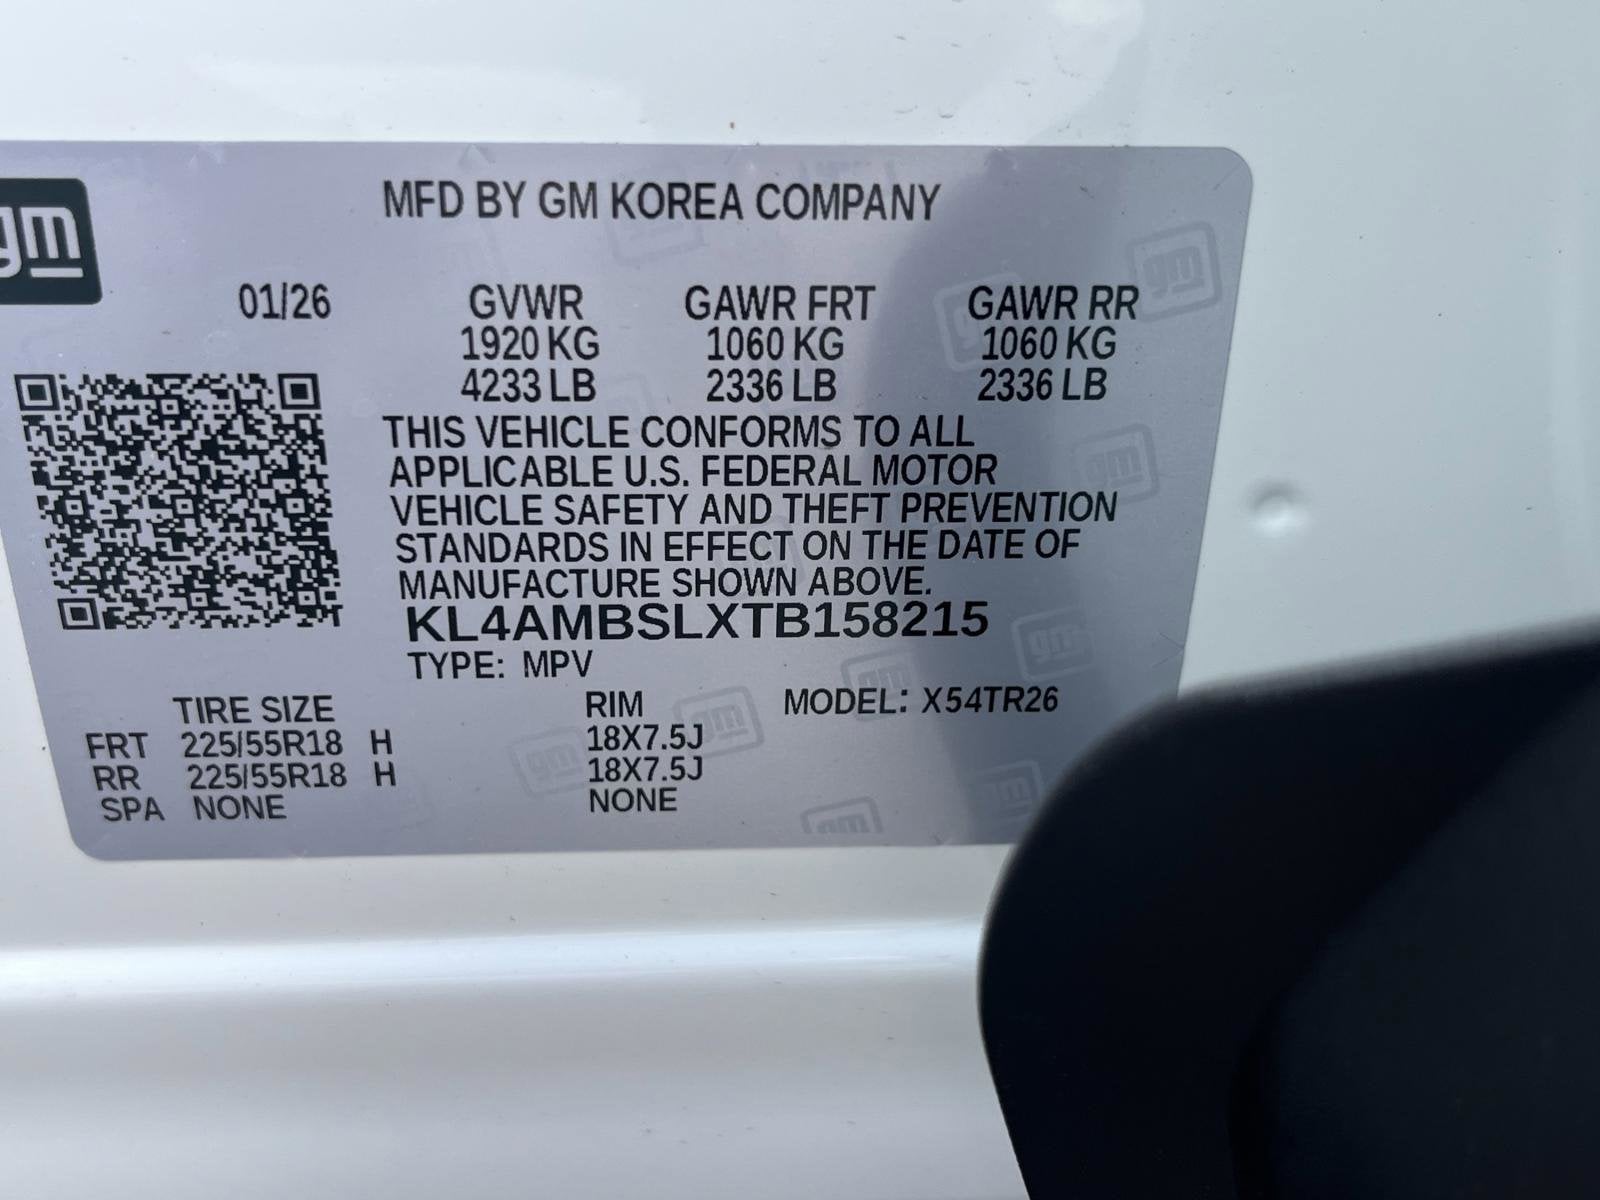 gm
MFD BY GM KOREA COMPANY
01/26 GVWR GAWR FRT GAWR RR
1920 KG 1060 KG 1060 KG
4233 LB 2336 LB 2336 LB
THIS VEHICLE CONFORMS TO ALL
APPLICABLE U.S. FEDERAL MOTOR
VEHICLE SAFETY AND THEFT PREVENTION
STANDARDS IN EFFECT ON THE DATE OF
MANUFACTURE SHOWN ABOVE.
KL4AMBSLXTB158215
TYPE: MPV
TIRE SIZE RIM MODEL: X54TR26
FRT 225/55R18 H 18X7.5J
RR 225/55R18 H 18X7.5J
SPA NONE NONE